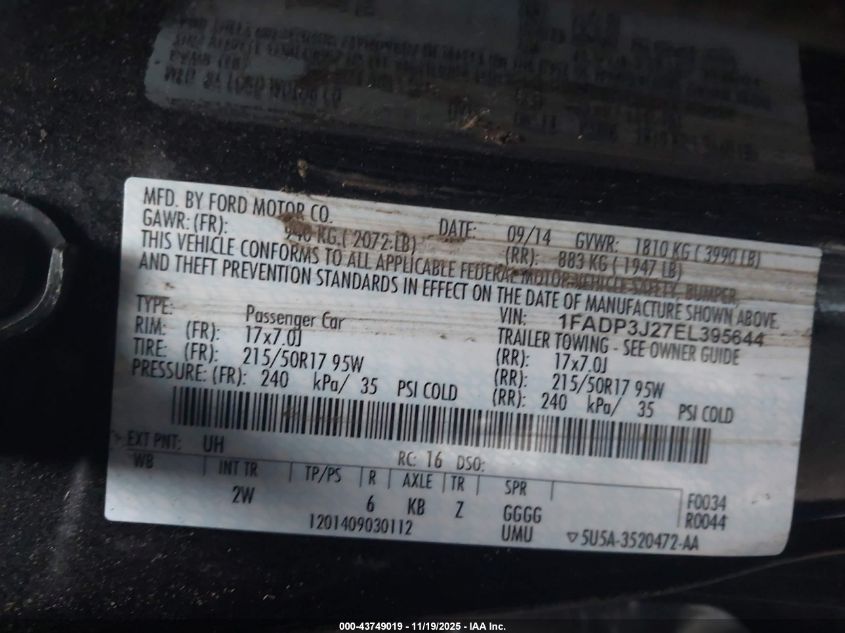 MFD. BY FORD MOTOR CO. DATE: 09/14 GVWR: 1810 KG ( 3990 LB)
GAWR: (FR): 940 KG ( 2072 LB) (RR): 883 KG ( 1947 LB)
THIS VEHICLE CONFORMS TO ALL APPLICABLE FEDERAL MOTOR VEHICLE SAFETY, BUMPER,
AND THEFT PREVENTION STANDARDS IN EFFECT ON THE DATE OF MANUFACTURE SHOWN ABOVE.
VIN: 1FADP3J27EL395644
TYPE: Passenger Car TRAILER TOWING - SEE OWNER GUIDE
RIM: (FR): 17x7.0J (RR): 17x7.0J
TIRE: (FR): 215/50R17 95W (RR): 215/50R17 95W
PRESSURE: (FR): 240 kPa/ 35 PSI COLD (RR): 240 kPa/ 35 PSI COLD
EXT PNT: UH RC: 16 DSO:
WB INT TR TP/PS R AXLE TR SPR F0034
2W 6 KB Z GGGG R0044
1201409030112 UMU ▽5U5A-3520472-AA
000-43749019 - 11/19/2025 - IAA Inc.